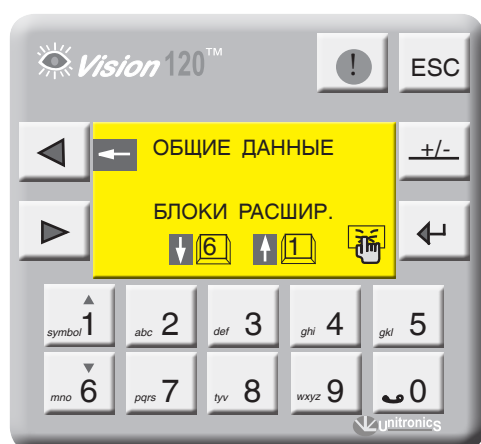 Vision 120™
! ESC
ОБЩИЕ ДАННЫЕ
+/-
БЛОКИ РАСШИР.
6 1
symbol 1 abc 2 def 3 ghi 4 gkl 5
mno 6 pqrs 7 tyv 8 wxyz 9 0
unitronics